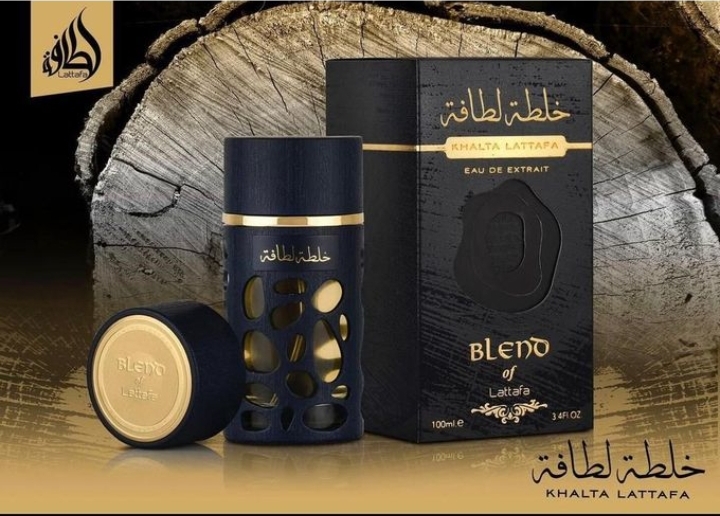 لطافة
Lattafa
خلطة لطافة
KHALTA LATTAFA
EAU DE EXTRAIT
خلطة لطافة
BLEND
of
Lattafa
BLEND
of
Lattafa
100ml.e 3.4Fl.OZ
خلطة لطافة
KHALTA LATTAFA